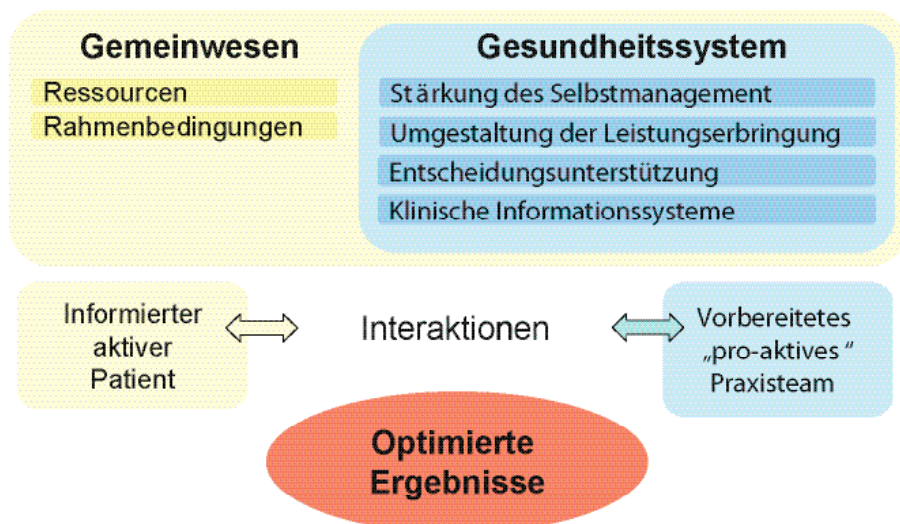 Gemeinwesen
Ressourcen
Rahmenbedingungen
Gesundheitssystem
Stärkung des Selbstmanagement
Umgestaltung der Leistungserbringung
Entscheidungsunterstützung
Klinische Informationssysteme
Informierter
aktiver
Patient
Interaktionen
Vorbereitetes
„pro-aktives “
Praxisteam
Optimierte
Ergebnisse